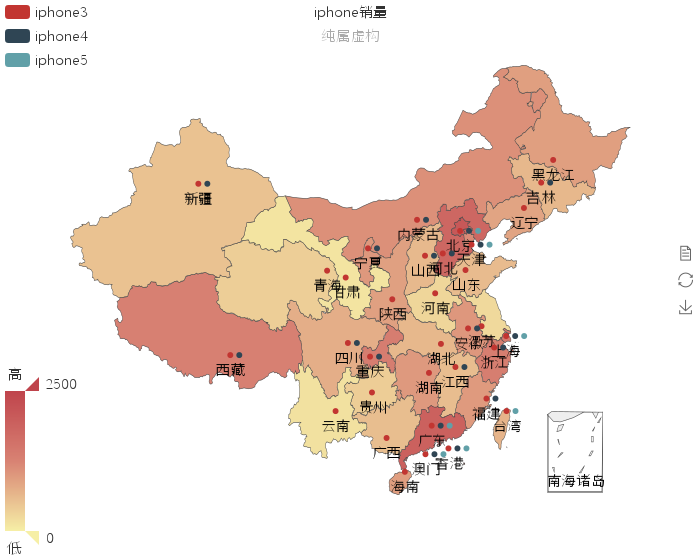 iphone3
iphone4
iphone5
iphone销量
纯属虚构
黑龙江
吉林
新疆
辽宁
内蒙古
北京
天津
宁夏
山西
河北
青海
甘肃
山东
陕西
河南
安徽
江苏
上海
四川
湖北
重庆
浙江
西藏
湖南
江西
贵州
福建
云南
台湾
广东
广西
澳门
香港
海南
南海诸岛
高
2500
0
低